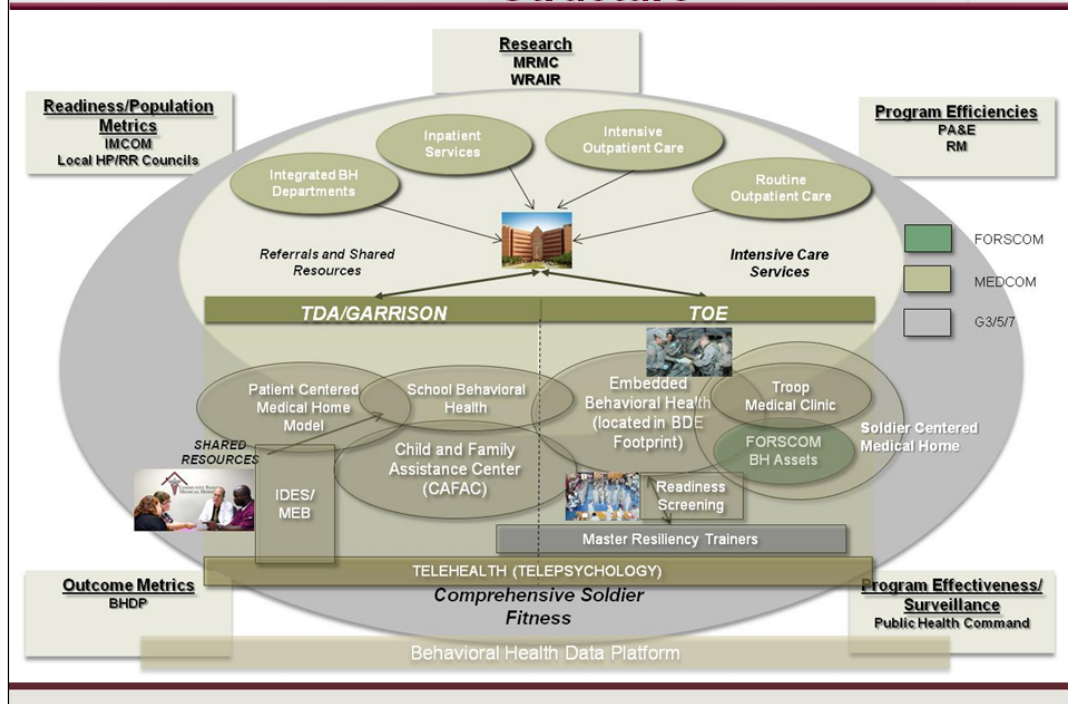 Structure
Research
MRMC
WRAIR
Readiness/Population
Metrics
IMCOM
Local HP/RR Councils
Program Efficiencies
PA&E
RM
Inpatient
Services
Intensive
Outpatient Care
Integrated BH
Departments
Routine
Outpatient Care
Referrals and Shared
Resources
Intensive Care
Services
FORSCOM
MEDCOM
G3/5/7
TDA/GARRISON
TOE
Patient Centered
Medical Home
Model
School Behavioral
Health
Embedded
Behavioral Health
(located in BDE
Footprint)
Troop
Medical Clinic
Soldier Centered
Medical Home
FORSCOM
BH Assets
SHARED
RESOURCES
Child and Family
Assistance Center
(CAFAC)
IDES/
MEB
Readiness
Screening
Master Resiliency Trainers
TELEHEALTH (TELEPSYCHOLOGY)
Outcome Metrics
BHDP
Comprehensive Soldier
Fitness
Program Effectiveness/
Surveillance
Public Health Command
Behavioral Health Data Platform